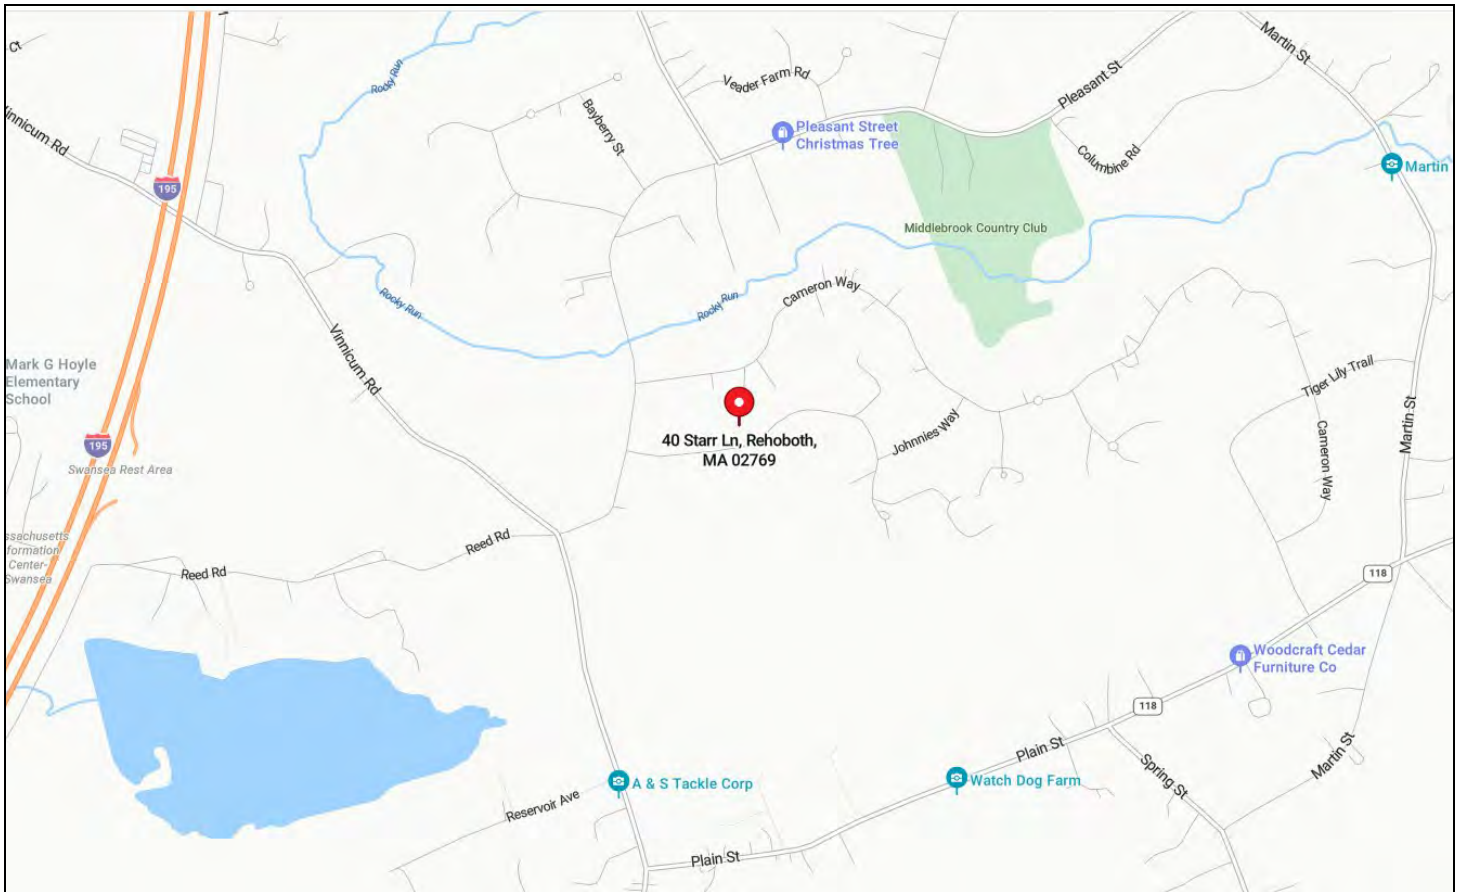 Ct
Vinnicum Rd
195
Rocky Run
Veader Farm Rd
Bayberry St
Pleasant Street
Christmas Tree
Pleasant St
Martin St
Columbine Rd
Martin
Middlebrook Country Club
Rocky Run
Rocky Run
Cameron Way
Vinnicum Rd
Mark G Hoyle
Elementary
School
195
Swansea Rest Area
40 Starr Ln, Rehoboth,
MA 02769
Johnnies Way
Tiger Lily Trail
Cameron Way
Martin St
ssachusetts
formation
Center-
Swansea
Reed Rd
Reed Rd
118
Woodcraft Cedar
Furniture Co
118
Plain St
Spring St
Martin St
A & S Tackle Corp
Watch Dog Farm
Reservoir Ave
Plain St